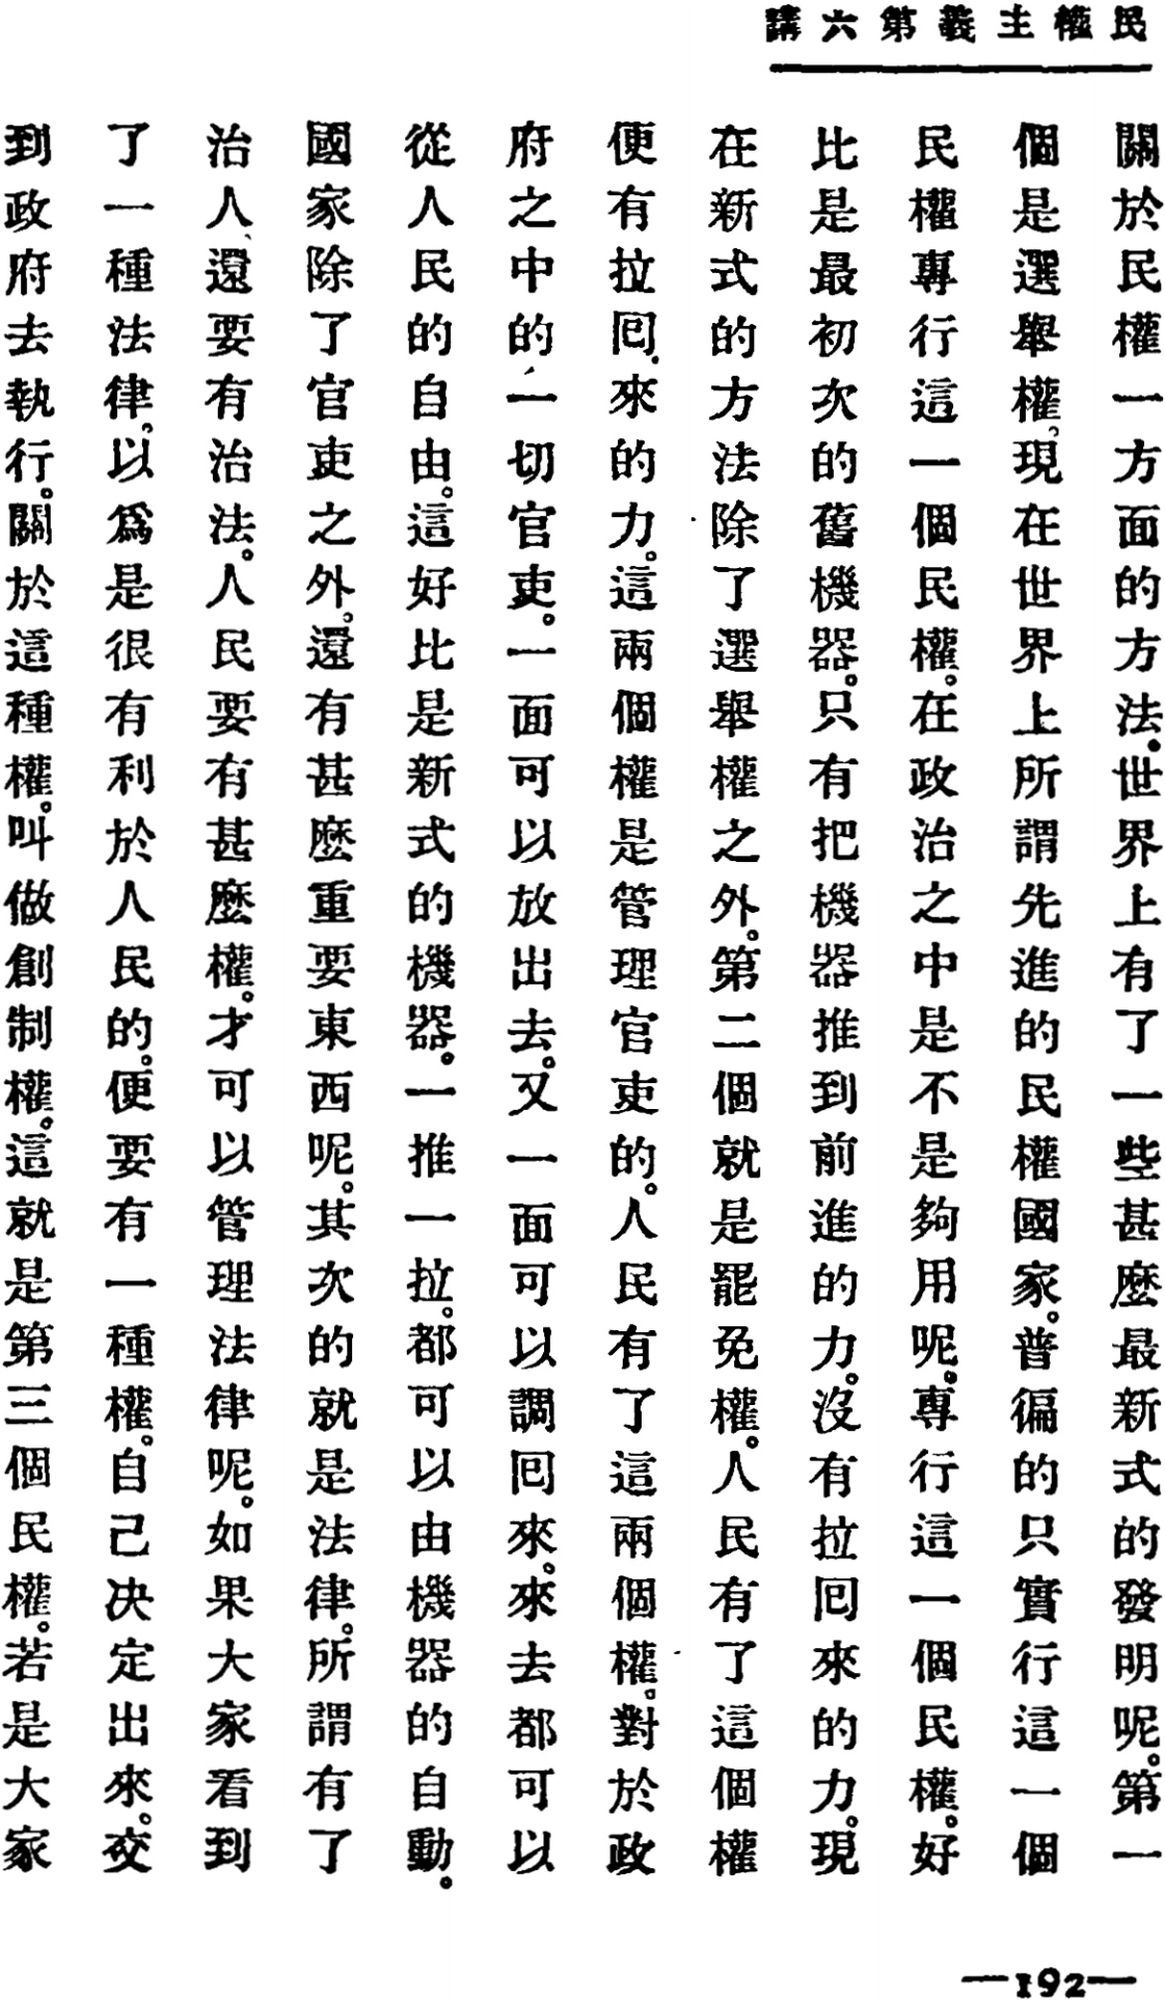 民權主義第六講
關於民權一方面的方法。世界上有了一些甚麼最新式的發明呢。第一
個是選舉權。現在世界上所謂先進的民權國家。普徧的只實行這一個
民權。專行這一個民權。在政治之中是不是夠用呢。專行這一個民權。好
比是最初次的舊機器。只有把機器推到前進的力。沒有拉回來的力。現
在新式的方法除了選舉權之外。第二個就是罷免權。人民有了這個權
便有拉回來的力。這兩個權是管理官吏的。人民有了這兩個權。對於政
府之中的一切官吏。一面可以放出去。又一面可以調回來。來去都可以
從人民的自由。這好比是新式的機器。一推一拉。都可以由機器的自動。
國家除了官吏之外。還有甚麼重要東西呢。其次的就是法律。所謂有了
治人、還要有治法。人民要有甚麼權。才可以管理法律呢。如果大家看到
了一種法律。以爲是很有利於人民的。便要有一種權。自己決定出來。交
到政府去執行。關於這種權。叫做創制權。這就是第三個民權。若是大家
—192—